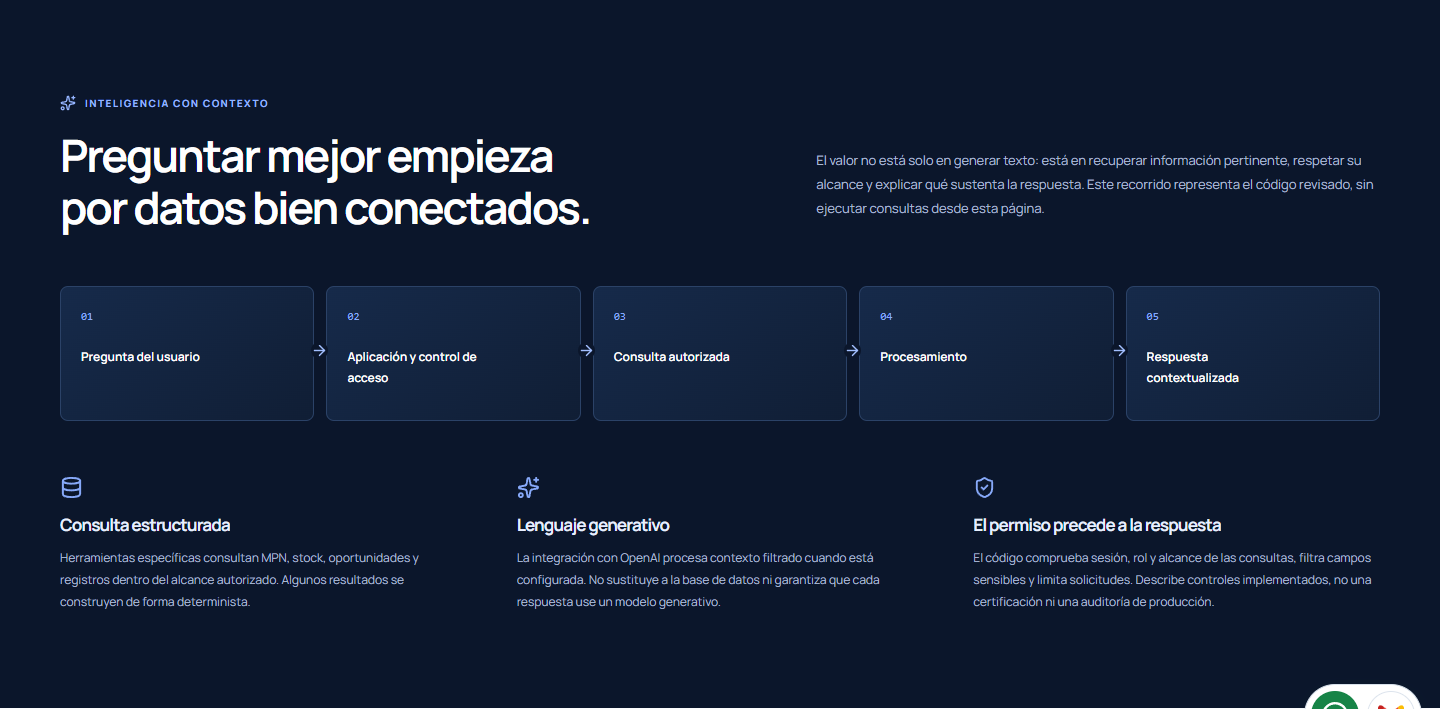 INTELIGENCIA CON CONTEXTO
Preguntar mejor empieza
por datos bien conectados.
El valor no está solo en generar texto: está en recuperar información pertinente, respetar su
alcance y explicar qué sustenta la respuesta. Este recorrido representa el código revisado, sin
ejecutar consultas desde esta página.
01
Pregunta del usuario
02
Aplicación y control de
acceso
03
Consulta autorizada
04
Procesamiento
05
Respuesta
contextualizada
Consulta estructurada
Herramientas específicas consultan MPN, stock, oportunidades y
registros dentro del alcance autorizado. Algunos resultados se
construyen de forma determinista.
Lenguaje generativo
La integración con OpenAI procesa contexto filtrado cuando está
configurada. No sustituye a la base de datos ni garantiza que cada
respuesta use un modelo generativo.
El permiso precede a la respuesta
El código comprueba sesión, rol y alcance de las consultas, filtra campos
sensibles y limita solicitudes. Describe controles implementados, no una
certificación ni una auditoría de producción.